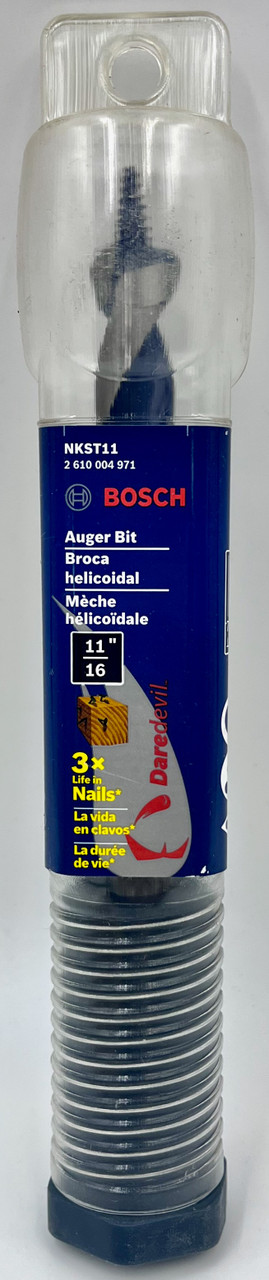 NKST11
2 610 004 971
BOSCH
Auger Bit
Broca
helicoidal
Mèche
hélicoïdale
11"
16
Daredevil
3×
Life in
Nails*
La vida
en clavos*
La durée
de vie*